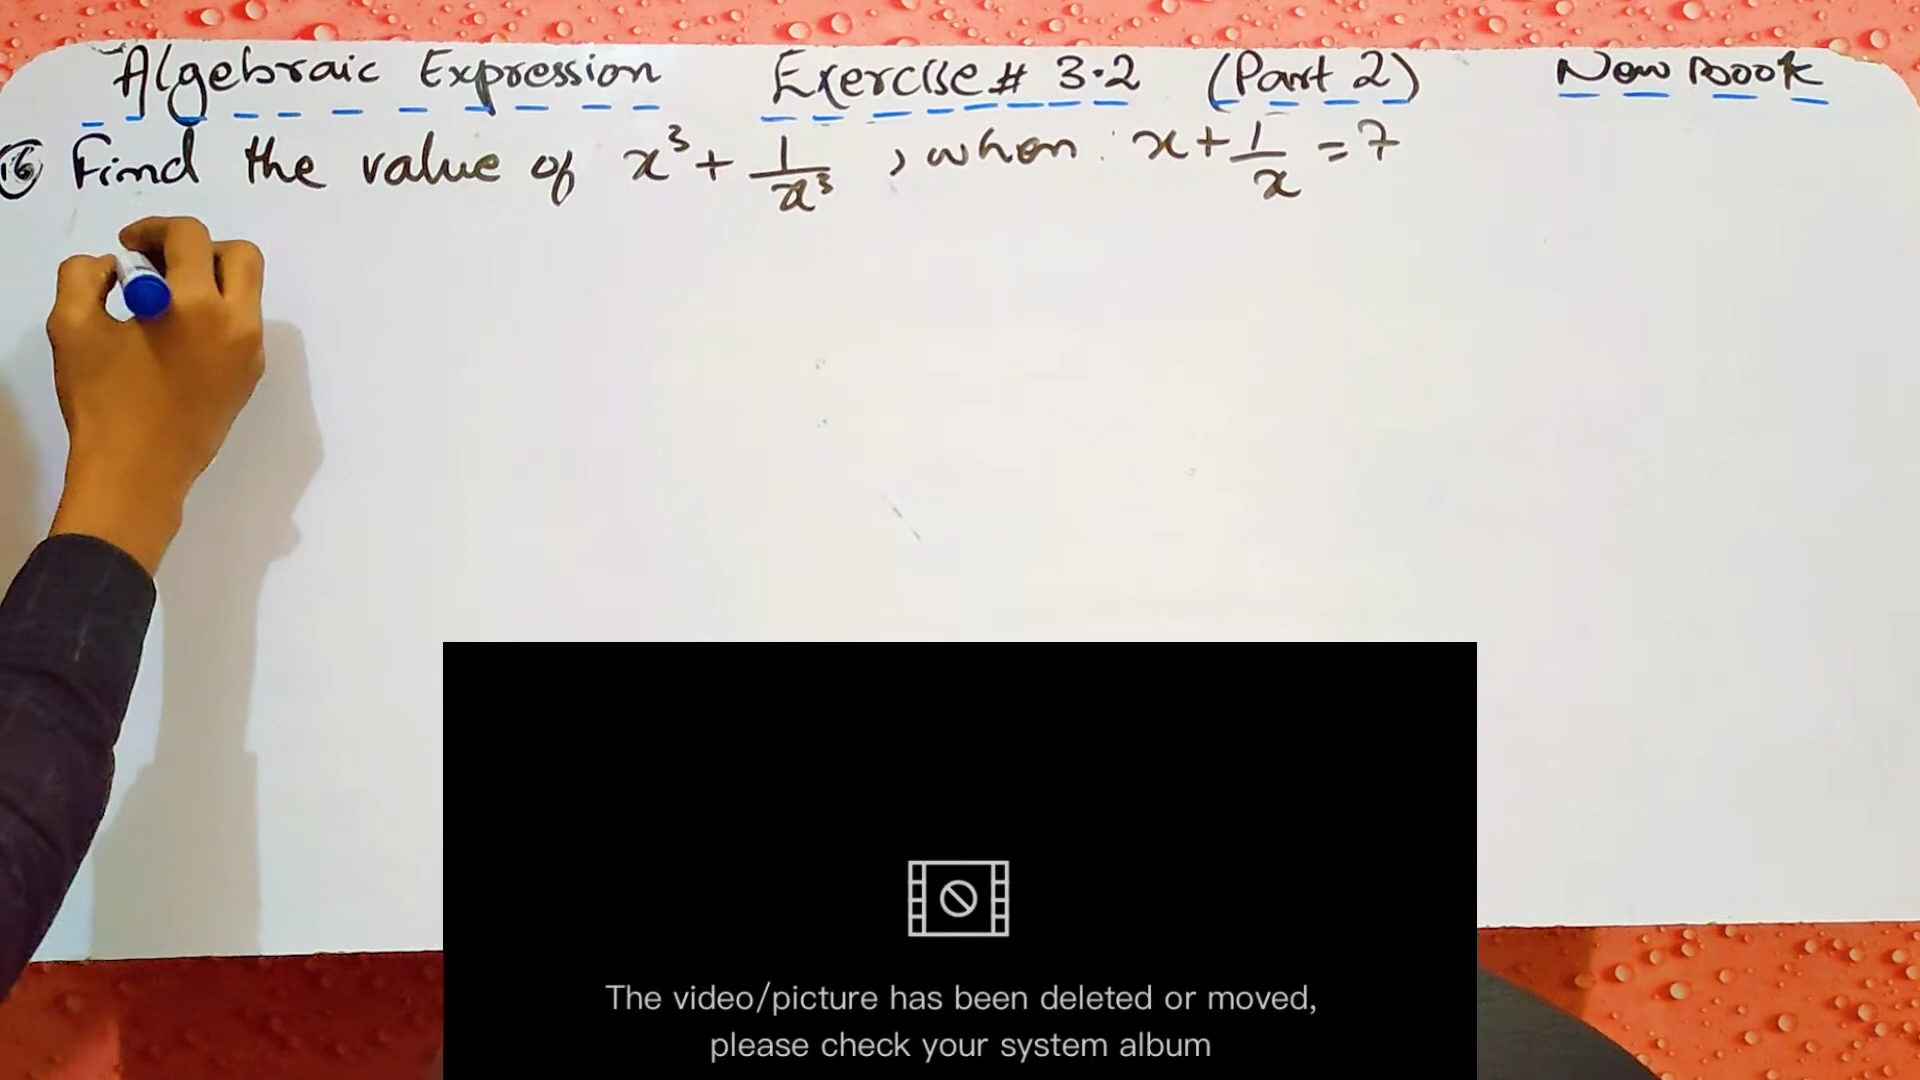 Algebraic Expression Exercise # 3.2 (Part 2) New Book
16 Find the value of x³ + 1/x³ , when x + 1/x = 7
The video/picture has been deleted or moved,
please check your system album